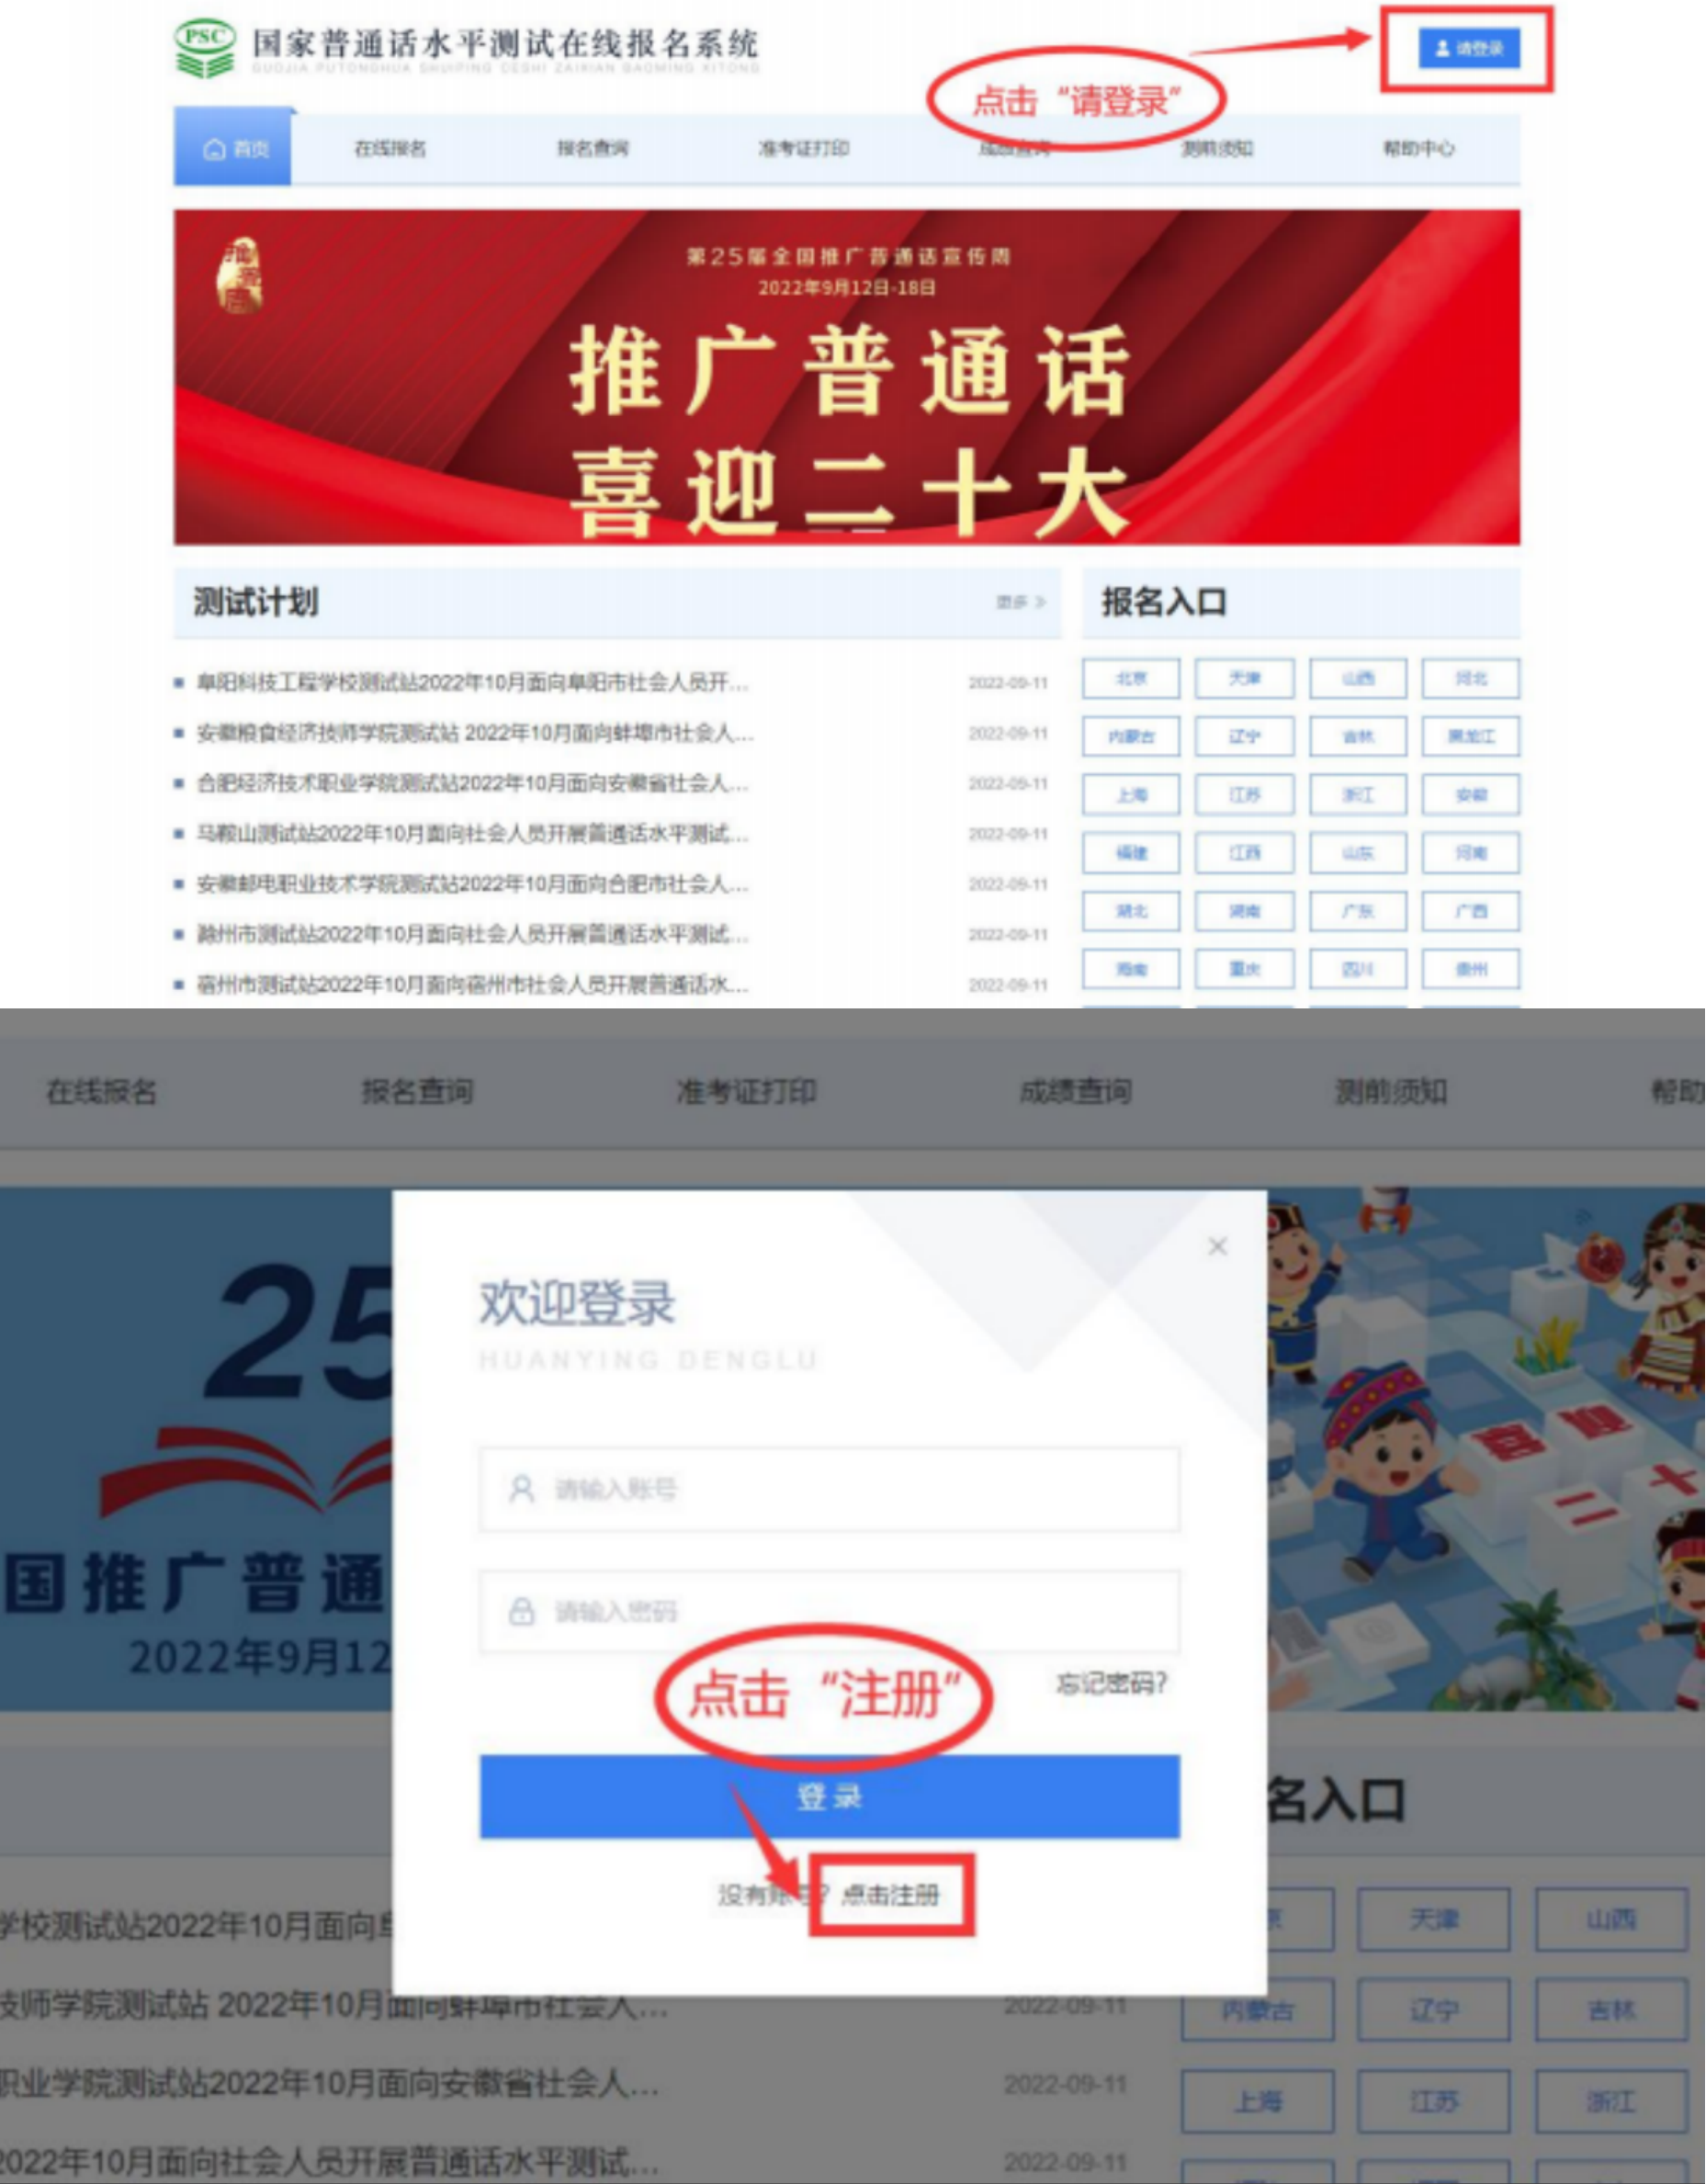 PSC
国家普通话水平测试在线报名系统
GUOJIA PUTONGHUA SHUIPING CESHI ZAIXIAN BAOMING XITONG
请登录
点击“请登录”
首页
在线报名
报名查询
准考证打印
成绩查询
测前须知
帮助中心
第25届全国推广普通话宣传周
2022年9月12日-18日
推广普通话
喜迎二十大
测试计划
更多 》
报名入口
阜阳科技工程学校测试站2022年10月面向阜阳市社会人员开...
2022-09-11
安徽粮食经济技师学院测试站 2022年10月面向蚌埠市社会人...
2022-09-11
合肥经济技术职业学院测试站2022年10月面向安徽省社会人...
2022-09-11
马鞍山测试站2022年10月面向社会人员开展普通话水平测试...
2022-09-11
安徽邮电职业技术学院测试站2022年10月面向合肥市社会人...
2022-09-11
滁州市测试站2022年10月面向社会人员开展普通话水平测试...
2022-09-11
宿州市测试站2022年10月面向宿州市社会人员开展普通话水...
2022-09-11
北京 天津 山西 河北
内蒙古 辽宁 吉林 黑龙江
上海 江苏 浙江 安徽
福建 江西 山东 河南
湖北 湖南 广东 广西
海南 重庆 四川 贵州
在线报名
报名查询
准考证打印
成绩查询
测前须知
帮助
25
国推广普通
2022年9月12
喜迎
二十
欢迎登录
HUANYING DENGLU
请输入账号
请输入密码
点击“注册”
忘记密码?
登录
没有账号? 点击注册
名入口
学校测试站2022年10月面向阜
技师学院测试站 2022年10月面向蚌埠市社会人...
2022-09-11
职业学院测试站2022年10月面向安徽省社会人...
2022-09-11
2022年10月面向社会人员开展普通话水平测试...
2022-09-11
京 天津 山西
内蒙古 辽宁 吉林
上海 江苏 浙江